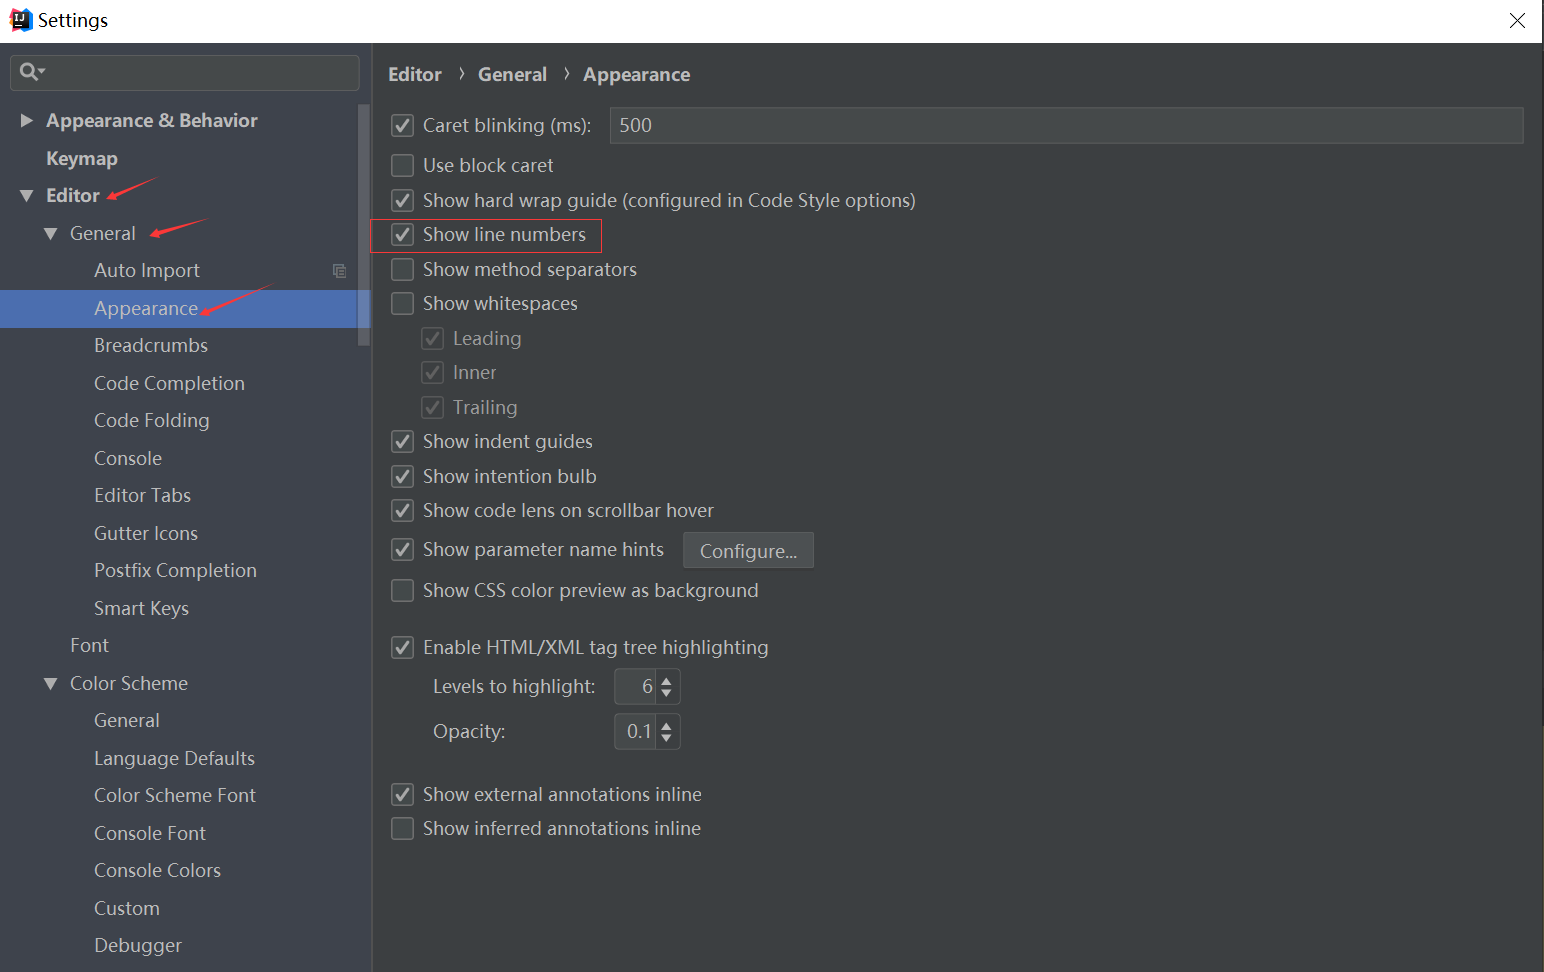 Settings
Appearance & Behavior
Keymap
Editor
General
Auto Import
Appearance
Breadcrumbs
Code Completion
Code Folding
Console
Editor Tabs
Gutter Icons
Postfix Completion
Smart Keys
Font
Color Scheme
General
Language Defaults
Color Scheme Font
Console Font
Console Colors
Custom
Debugger
Editor › General › Appearance
Caret blinking (ms): 500
Use block caret
Show hard wrap guide (configured in Code Style options)
Show line numbers
Show method separators
Show whitespaces
Leading
Inner
Trailing
Show indent guides
Show intention bulb
Show code lens on scrollbar hover
Show parameter name hints Configure...
Show CSS color preview as background
Enable HTML/XML tag tree highlighting
Levels to highlight: 6
Opacity: 0.1
Show external annotations inline
Show inferred annotations inline